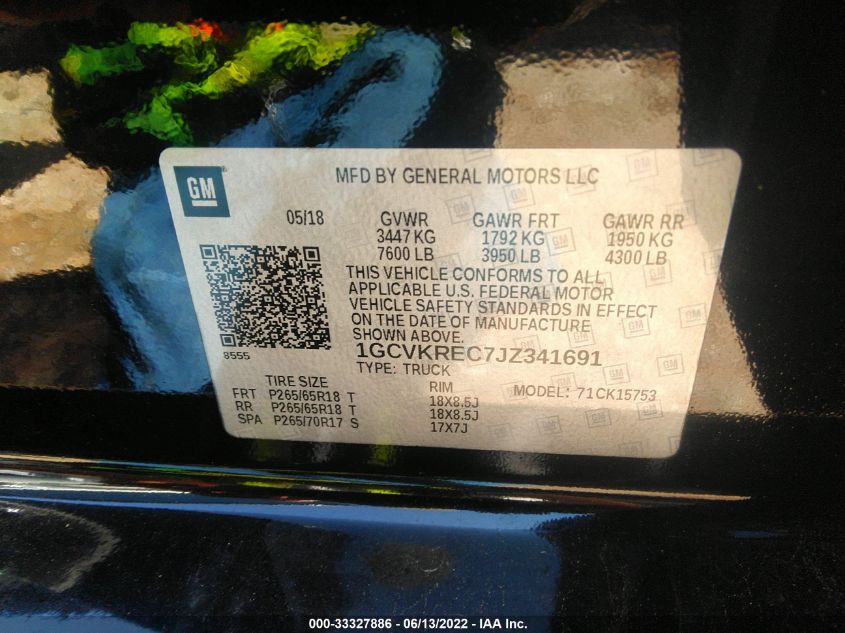 GM
MFD BY GENERAL MOTORS LLC
05/18 GVWR GAWR FRT GAWR RR
3447 KG 1792 KG 1950 KG
7600 LB 3950 LB 4300 LB
THIS VEHICLE CONFORMS TO ALL
APPLICABLE U.S. FEDERAL MOTOR
VEHICLE SAFETY STANDARDS IN EFFECT
ON THE DATE OF MANUFACTURE
SHOWN ABOVE.
8555
1GCVKREC7JZ341691
TYPE: TRUCK
TIRE SIZE RIM MODEL: 71CK15753
FRT P265/65R18 T 18X8.5J
RR P265/65R18 T 18X8.5J
SPA P265/70R17 S 17X7J
000-33327886 - 06/13/2022 - IAA Inc.